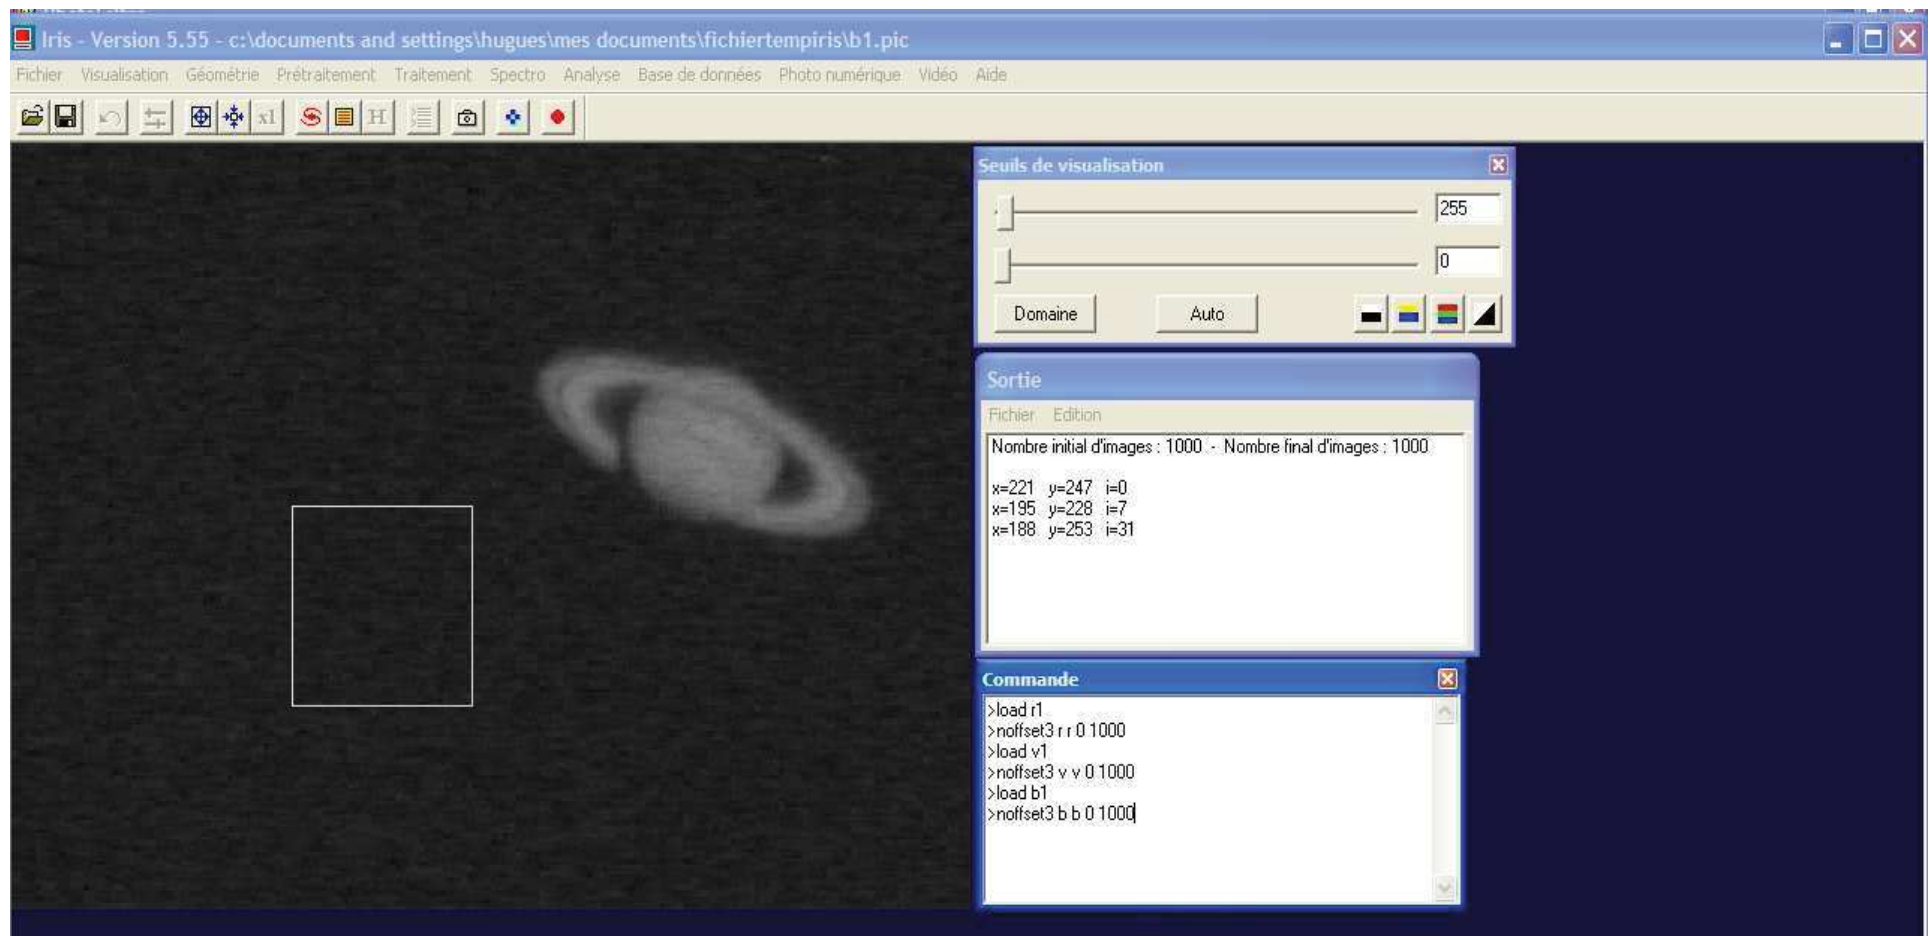 Iris - Version 5.55 - c:\documents and settings\hugues\mes documents\fichiertempiris\b1.pic
Fichier Visualisation Géométrie Prétraitement Traitement Spectro Analyse Base de données Photo numérique Vidéo Aide
x1 H
Seuils de visualisation
255
0
Domaine Auto
Sortie
Fichier Edition
Nombre initial d'images : 1000 - Nombre final d'images : 1000
x=221 y=247 i=0
x=195 y=228 i=7
x=188 y=253 i=31
Commande
>load r1
>noffset3 r r 0 1000
>load v1
>noffset3 v v 0 1000
>load b1
>noffset3 b b 0 1000